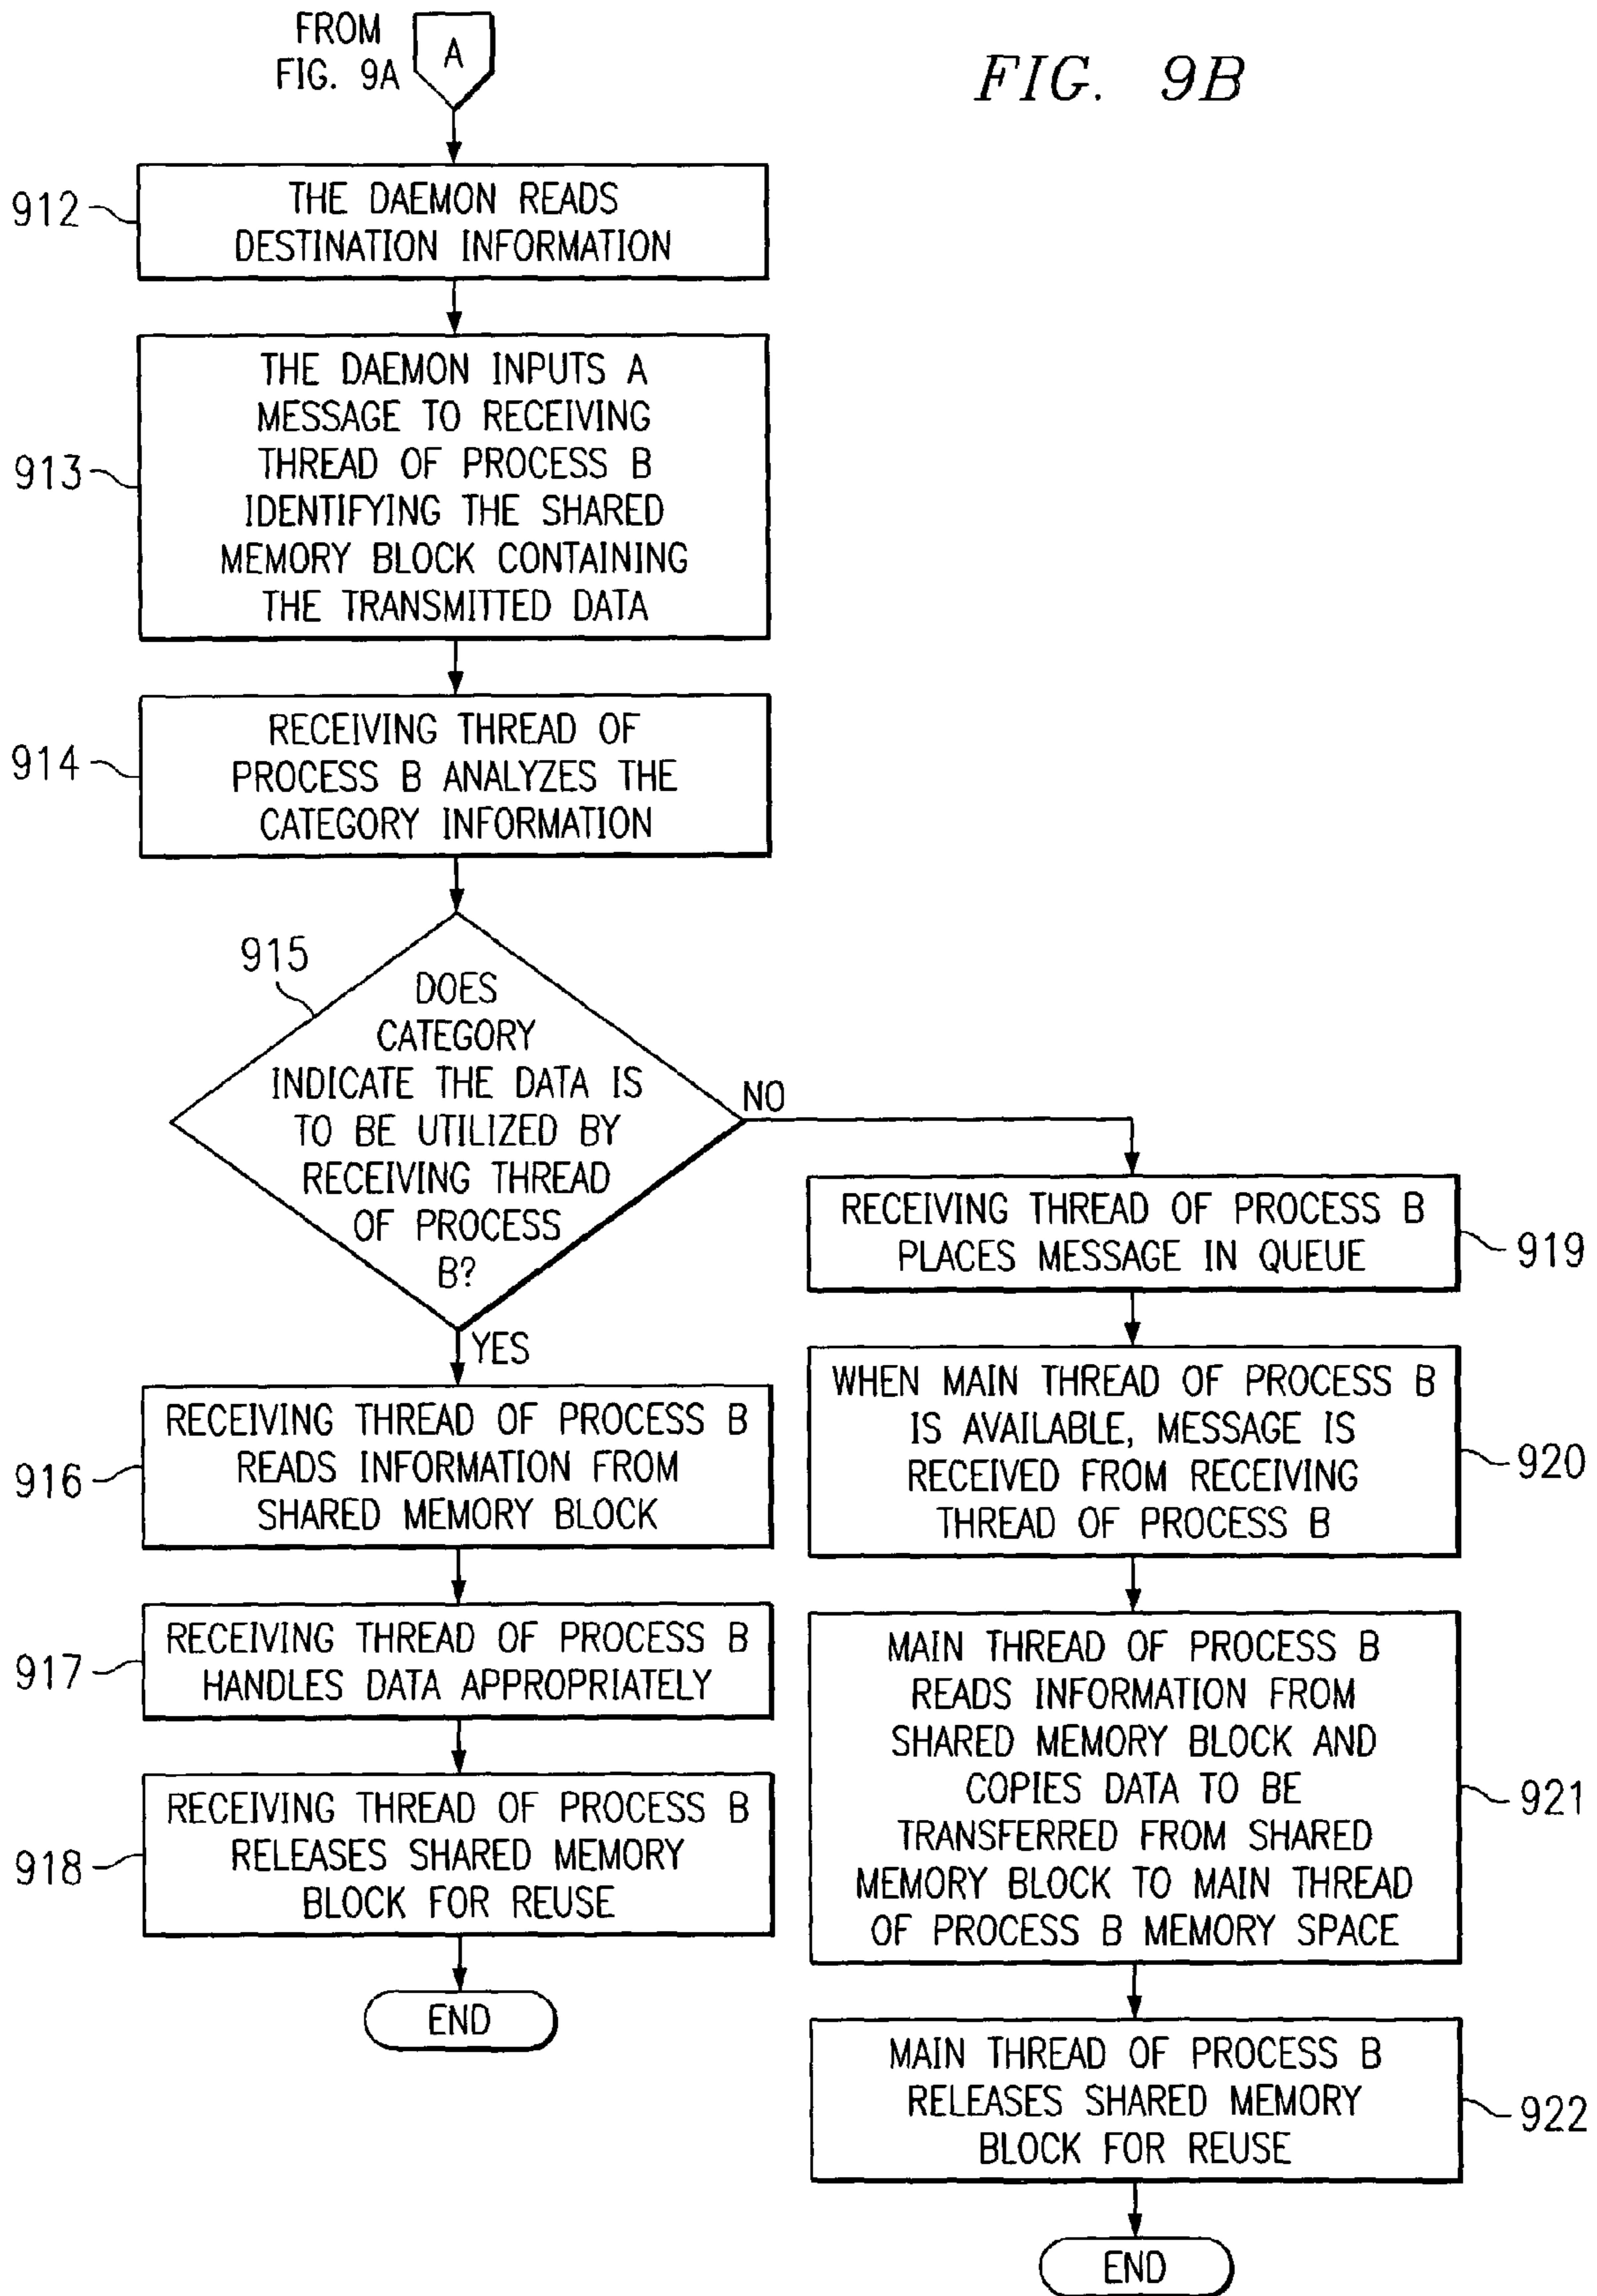 FROM
FIG. 9A
A
FIG. 9B
912
THE DAEMON READS
DESTINATION INFORMATION
913
THE DAEMON INPUTS A
MESSAGE TO RECEIVING
THREAD OF PROCESS B
IDENTIFYING THE SHARED
MEMORY BLOCK CONTAINING
THE TRANSMITTED DATA
914
RECEIVING THREAD OF
PROCESS B ANALYZES THE
CATEGORY INFORMATION
915
DOES
CATEGORY
INDICATE THE DATA IS
TO BE UTILIZED BY
RECEIVING THREAD
OF PROCESS
B?
NO
YES
916
RECEIVING THREAD OF PROCESS B
READS INFORMATION FROM
SHARED MEMORY BLOCK
917
RECEIVING THREAD OF PROCESS B
HANDLES DATA APPROPRIATELY
918
RECEIVING THREAD OF PROCESS B
RELEASES SHARED MEMORY
BLOCK FOR REUSE
END
RECEIVING THREAD OF PROCESS B
PLACES MESSAGE IN QUEUE
919
WHEN MAIN THREAD OF PROCESS B
IS AVAILABLE, MESSAGE IS
RECEIVED FROM RECEIVING
THREAD OF PROCESS B
920
MAIN THREAD OF PROCESS B
READS INFORMATION FROM
SHARED MEMORY BLOCK AND
COPIES DATA TO BE
TRANSFERRED FROM SHARED
MEMORY BLOCK TO MAIN THREAD
OF PROCESS B MEMORY SPACE
921
MAIN THREAD OF PROCESS B
RELEASES SHARED MEMORY
BLOCK FOR REUSE
922
END